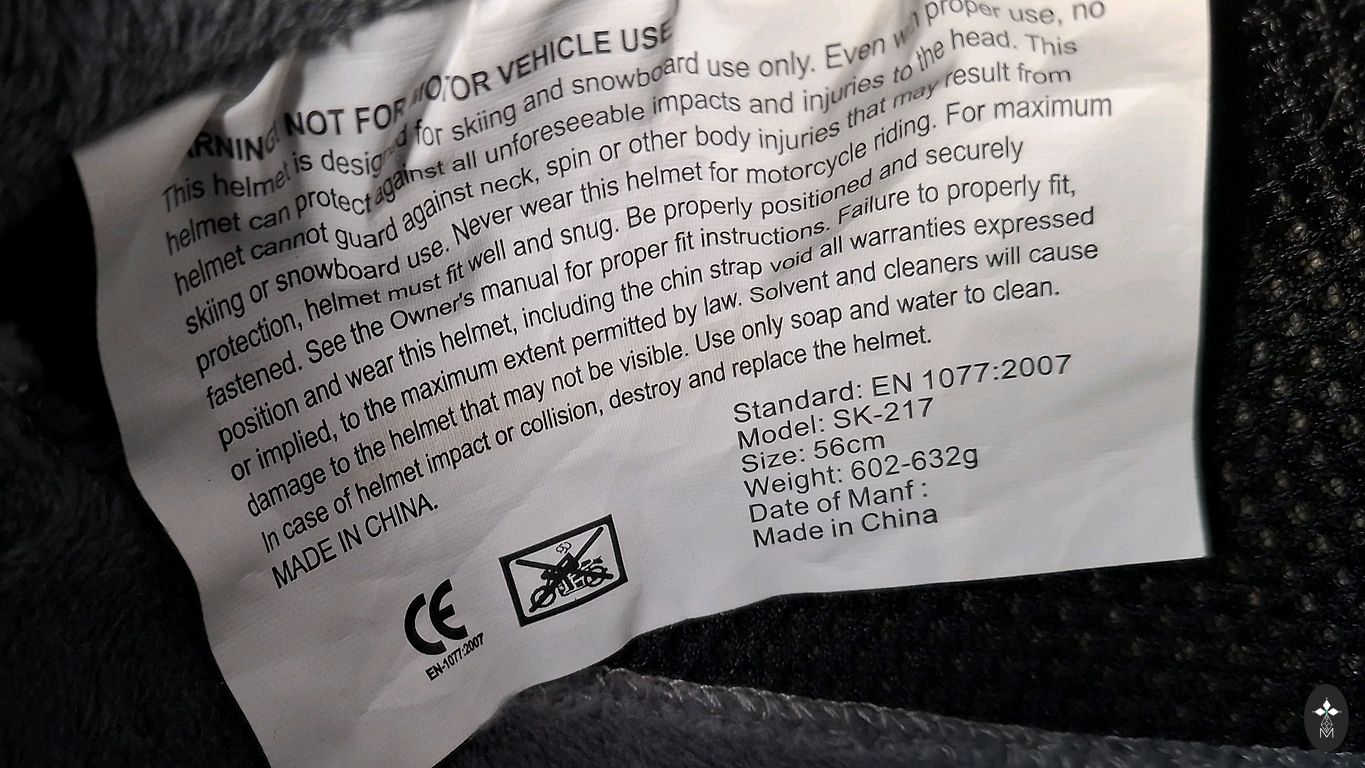 NOT FOR MOTOR VEHICLE USE
This helmet is designed for skiing and snowboard use only. Even with proper use, no
helmet can protect against all unforeseeable impacts and injuries to the head. This
helmet cannot guard against neck, spin or other body injuries that may result from
skiing or snowboard use. Never wear this helmet for motorcycle riding. For maximum
protection, helmet must fit well and snug. Be properly positioned and securely
fastened. See the Owner's manual for proper fit instructions. Failure to properly fit,
position and wear this helmet, including the chin strap void all warranties expressed
or implied, to the maximum extent permitted by law. Solvent and cleaners will cause
damage to the helmet that may not be visible. Use only soap and water to clean.
In case of helmet impact or collision, destroy and replace the helmet.
MADE IN CHINA.
Standard: EN 1077:2007
Model: SK-217
Size: 56cm
Weight: 602-632g
Date of Manf :
Made in China
CE
EN-1077:2007
M